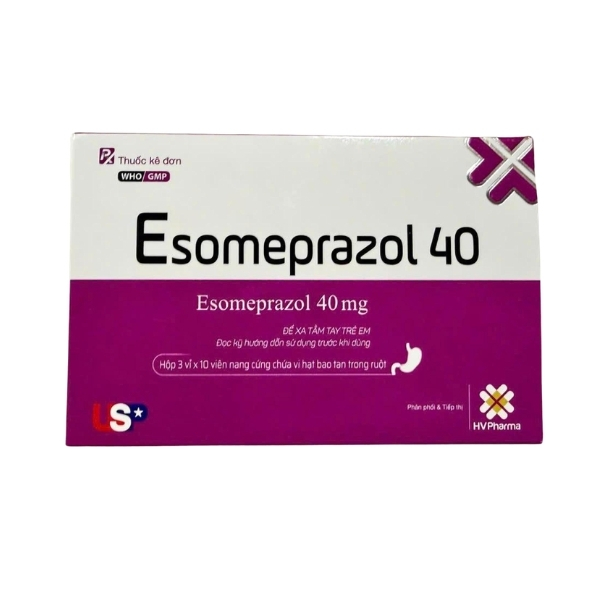 Rx Thuốc kê đơn
WHO/GMP
Esomeprazol 40
Esomeprazol 40 mg
ĐỂ XA TẦM TAY TRẺ EM
Đọc kỹ hướng dẫn sử dụng trước khi dùng
Hộp 3 vỉ x 10 viên nang cứng chứa vi hạt bao tan trong ruột
USP
Phân phối & Tiếp thị
HVPharma